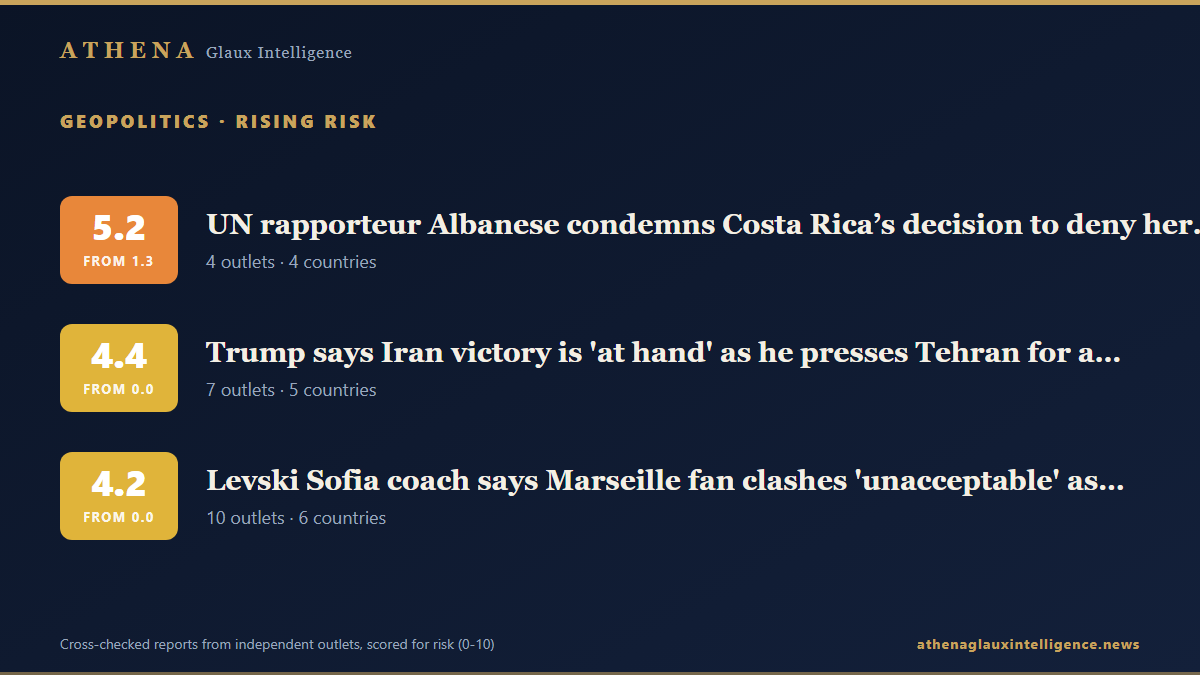 ATHENA Glaux Intelligence
GEOPOLITICS · RISING RISK
5.2
FROM 1.3
UN rapporteur Albanese condemns Costa Rica’s decision to deny her.
4 outlets · 4 countries
4.4
FROM 0.0
Trump says Iran victory is 'at hand' as he presses Tehran for a...
7 outlets · 5 countries
4.2
FROM 0.0
Levski Sofia coach says Marseille fan clashes 'unacceptable' as...
10 outlets · 6 countries
Cross-checked reports from independent outlets, scored for risk (0-10)
athenaglauxintelligence.news